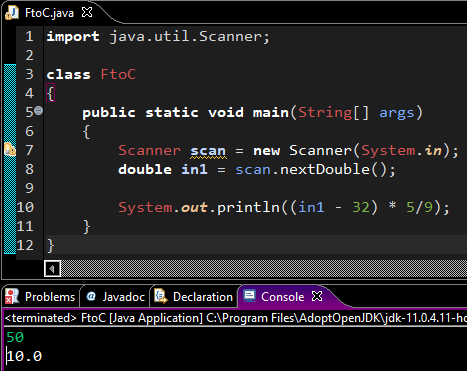 FtoC.java
1 import java.util.Scanner;
2
3 class FtoC
4 {
5 public static void main(String[] args)
6 {
7 Scanner scan = new Scanner(System.in);
8 double in1 = scan.nextDouble();
9
10 System.out.println((in1 - 32) * 5/9);
11 }
12 }
Problems @ Javadoc Declaration Console
<terminated> FtoC [Java Application] C:\Program Files\AdoptOpenJDK\jdk-11.0.4.11-ho
50
10.0